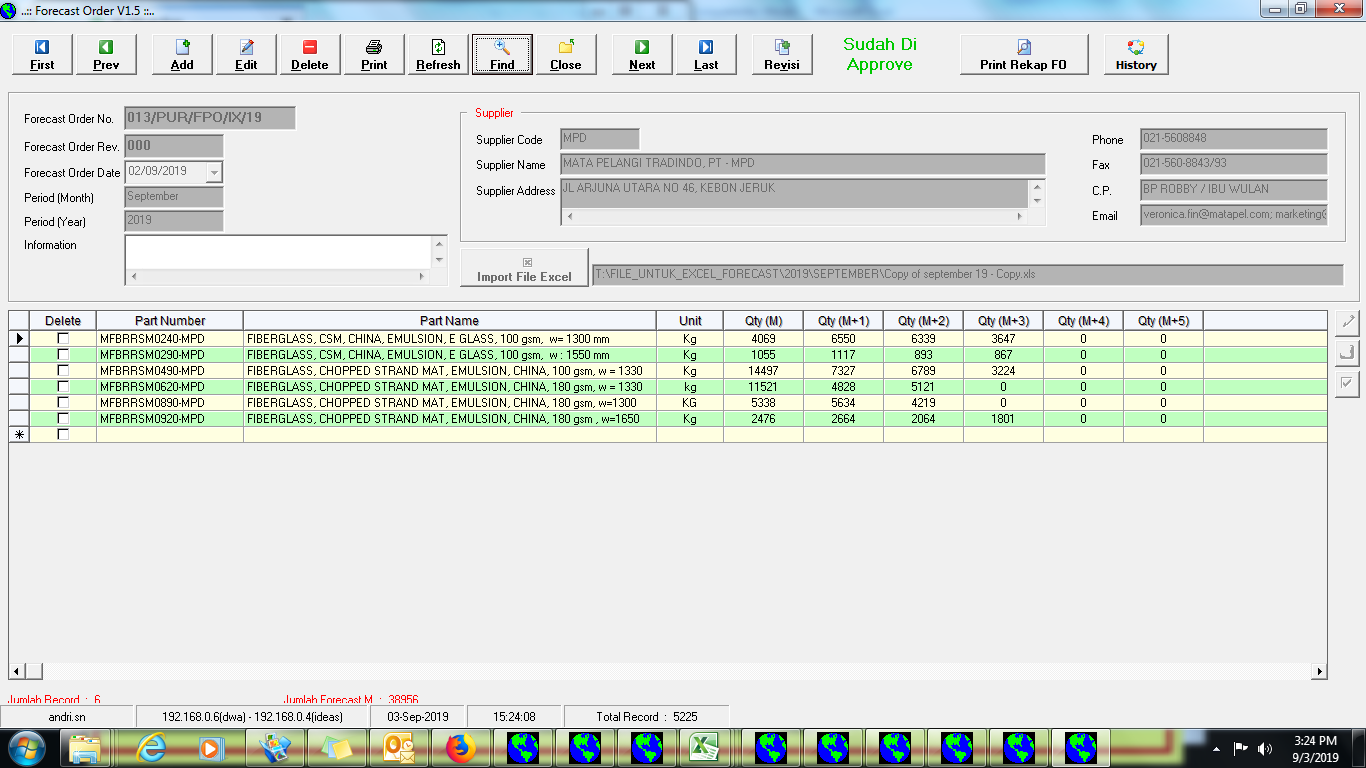 ..:: Forecast Order V1.5 ::..
First Prev Add Edit Delete Print Refresh Find Close Next Last Revisi Sudah Di Approve Print Rekap FO History
Forecast Order No. 013/PUR/FPO/IX/19
Forecast Order Rev. 000
Forecast Order Date 02/09/2019
Period (Month) September
Period (Year) 2019
Information
Supplier
Supplier Code MPD
Supplier Name MATA PELANGI TRADINDO, PT - MPD
Supplier Address JL ARJUNA UTARA NO 46, KEBON JERUK
Phone 021-5608848
Fax 021-560-8843/93
C.P. BP ROBBY / IBU WULAN
Email veronica.fin@matapel.com; marketing@
Import File Excel T:\FILE_UNTUK_EXCEL_FORECAST\2019\SEPTEMBER\Copy of september 19 - Copy.xls
Delete Part Number Part Name Unit Qty (M) Qty (M+1) Qty (M+2) Qty (M+3) Qty (M+4) Qty (M+5)
MFBRRSM0240-MPD FIBERGLASS, CSM, CHINA, EMULSION, E GLASS, 100 gsm, w= 1300 mm Kg 4069 6550 6339 3647 0 0
MFBRRSM0290-MPD FIBERGLASS, CSM, CHINA, EMULSION, E GLASS, 100 gsm, w : 1550 mm Kg 1055 1117 893 867 0 0
MFBRRSM0490-MPD FIBERGLASS, CHOPPED STRAND MAT, EMULSION, CHINA, 100 gsm, w = 1330 Kg 14497 7327 6789 3224 0 0
MFBRRSM0620-MPD FIBERGLASS, CHOPPED STRAND MAT, EMULSION, CHINA, 180 gsm, w = 1330 kg 11521 4828 5121 0 0 0
MFBRRSM0890-MPD FIBERGLASS, CHOPPED STRAND MAT, EMULSION, CHINA, 180 gsm, w=1300 KG 5338 5634 4219 0 0 0
MFBRRSM0920-MPD FIBERGLASS, CHOPPED STRAND MAT, EMULSION, CHINA, 180 gsm , w=1650 Kg 2476 2664 2064 1801 0 0
Jumlah Record : 6 Jumlah Forecast M : 38956
andri.sn 192.168.0.6(dwa) - 192.168.0.4(ideas) 03-Sep-2019 15:24:08 Total Record : 5225
3:24 PM
9/3/2019